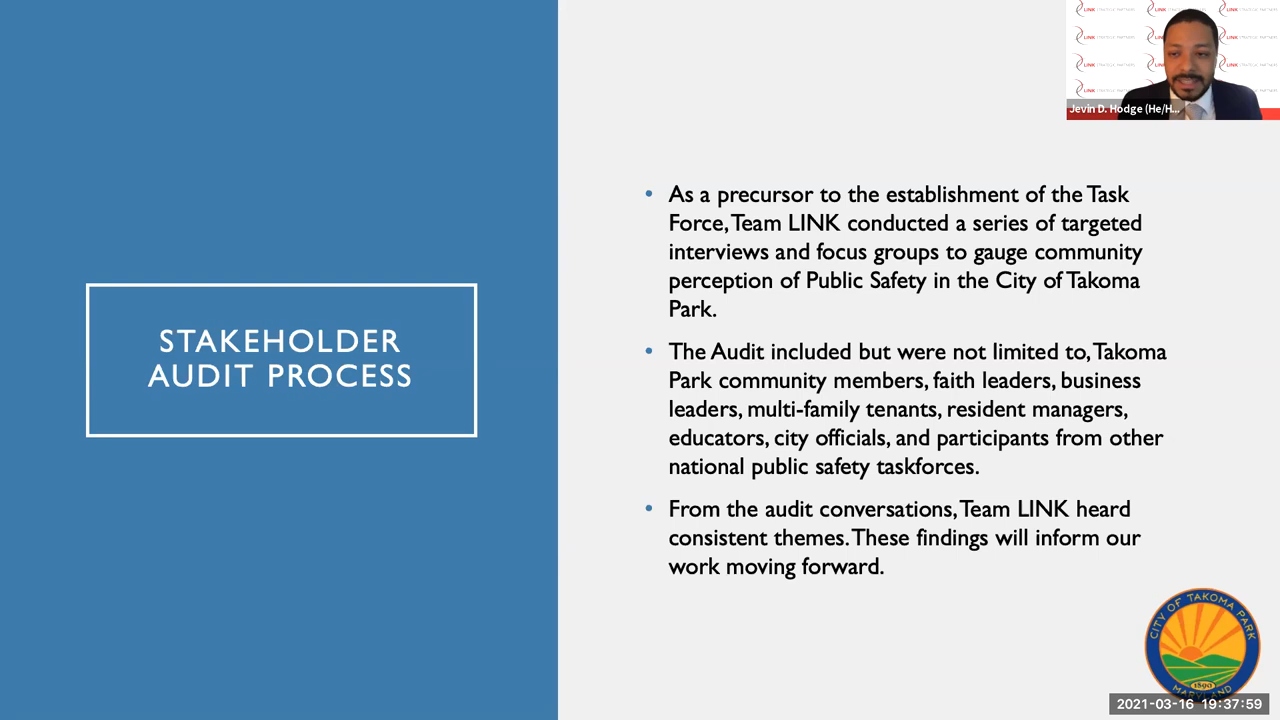 LINK STRATEGIC PARTNERS
Jevin D. Hodge (He/H...
STAKEHOLDER
AUDIT PROCESS
• As a precursor to the establishment of the Task
Force, Team LINK conducted a series of targeted
interviews and focus groups to gauge community
perception of Public Safety in the City of Takoma
Park.
• The Audit included but were not limited to, Takoma
Park community members, faith leaders, business
leaders, multi-family tenants, resident managers,
educators, city officials, and participants from other
national public safety taskforces.
• From the audit conversations, Team LINK heard
consistent themes. These findings will inform our
work moving forward.
CITY OF TAKOMA PARK
1890
MARYLAND
2021-03-16 19:37:59